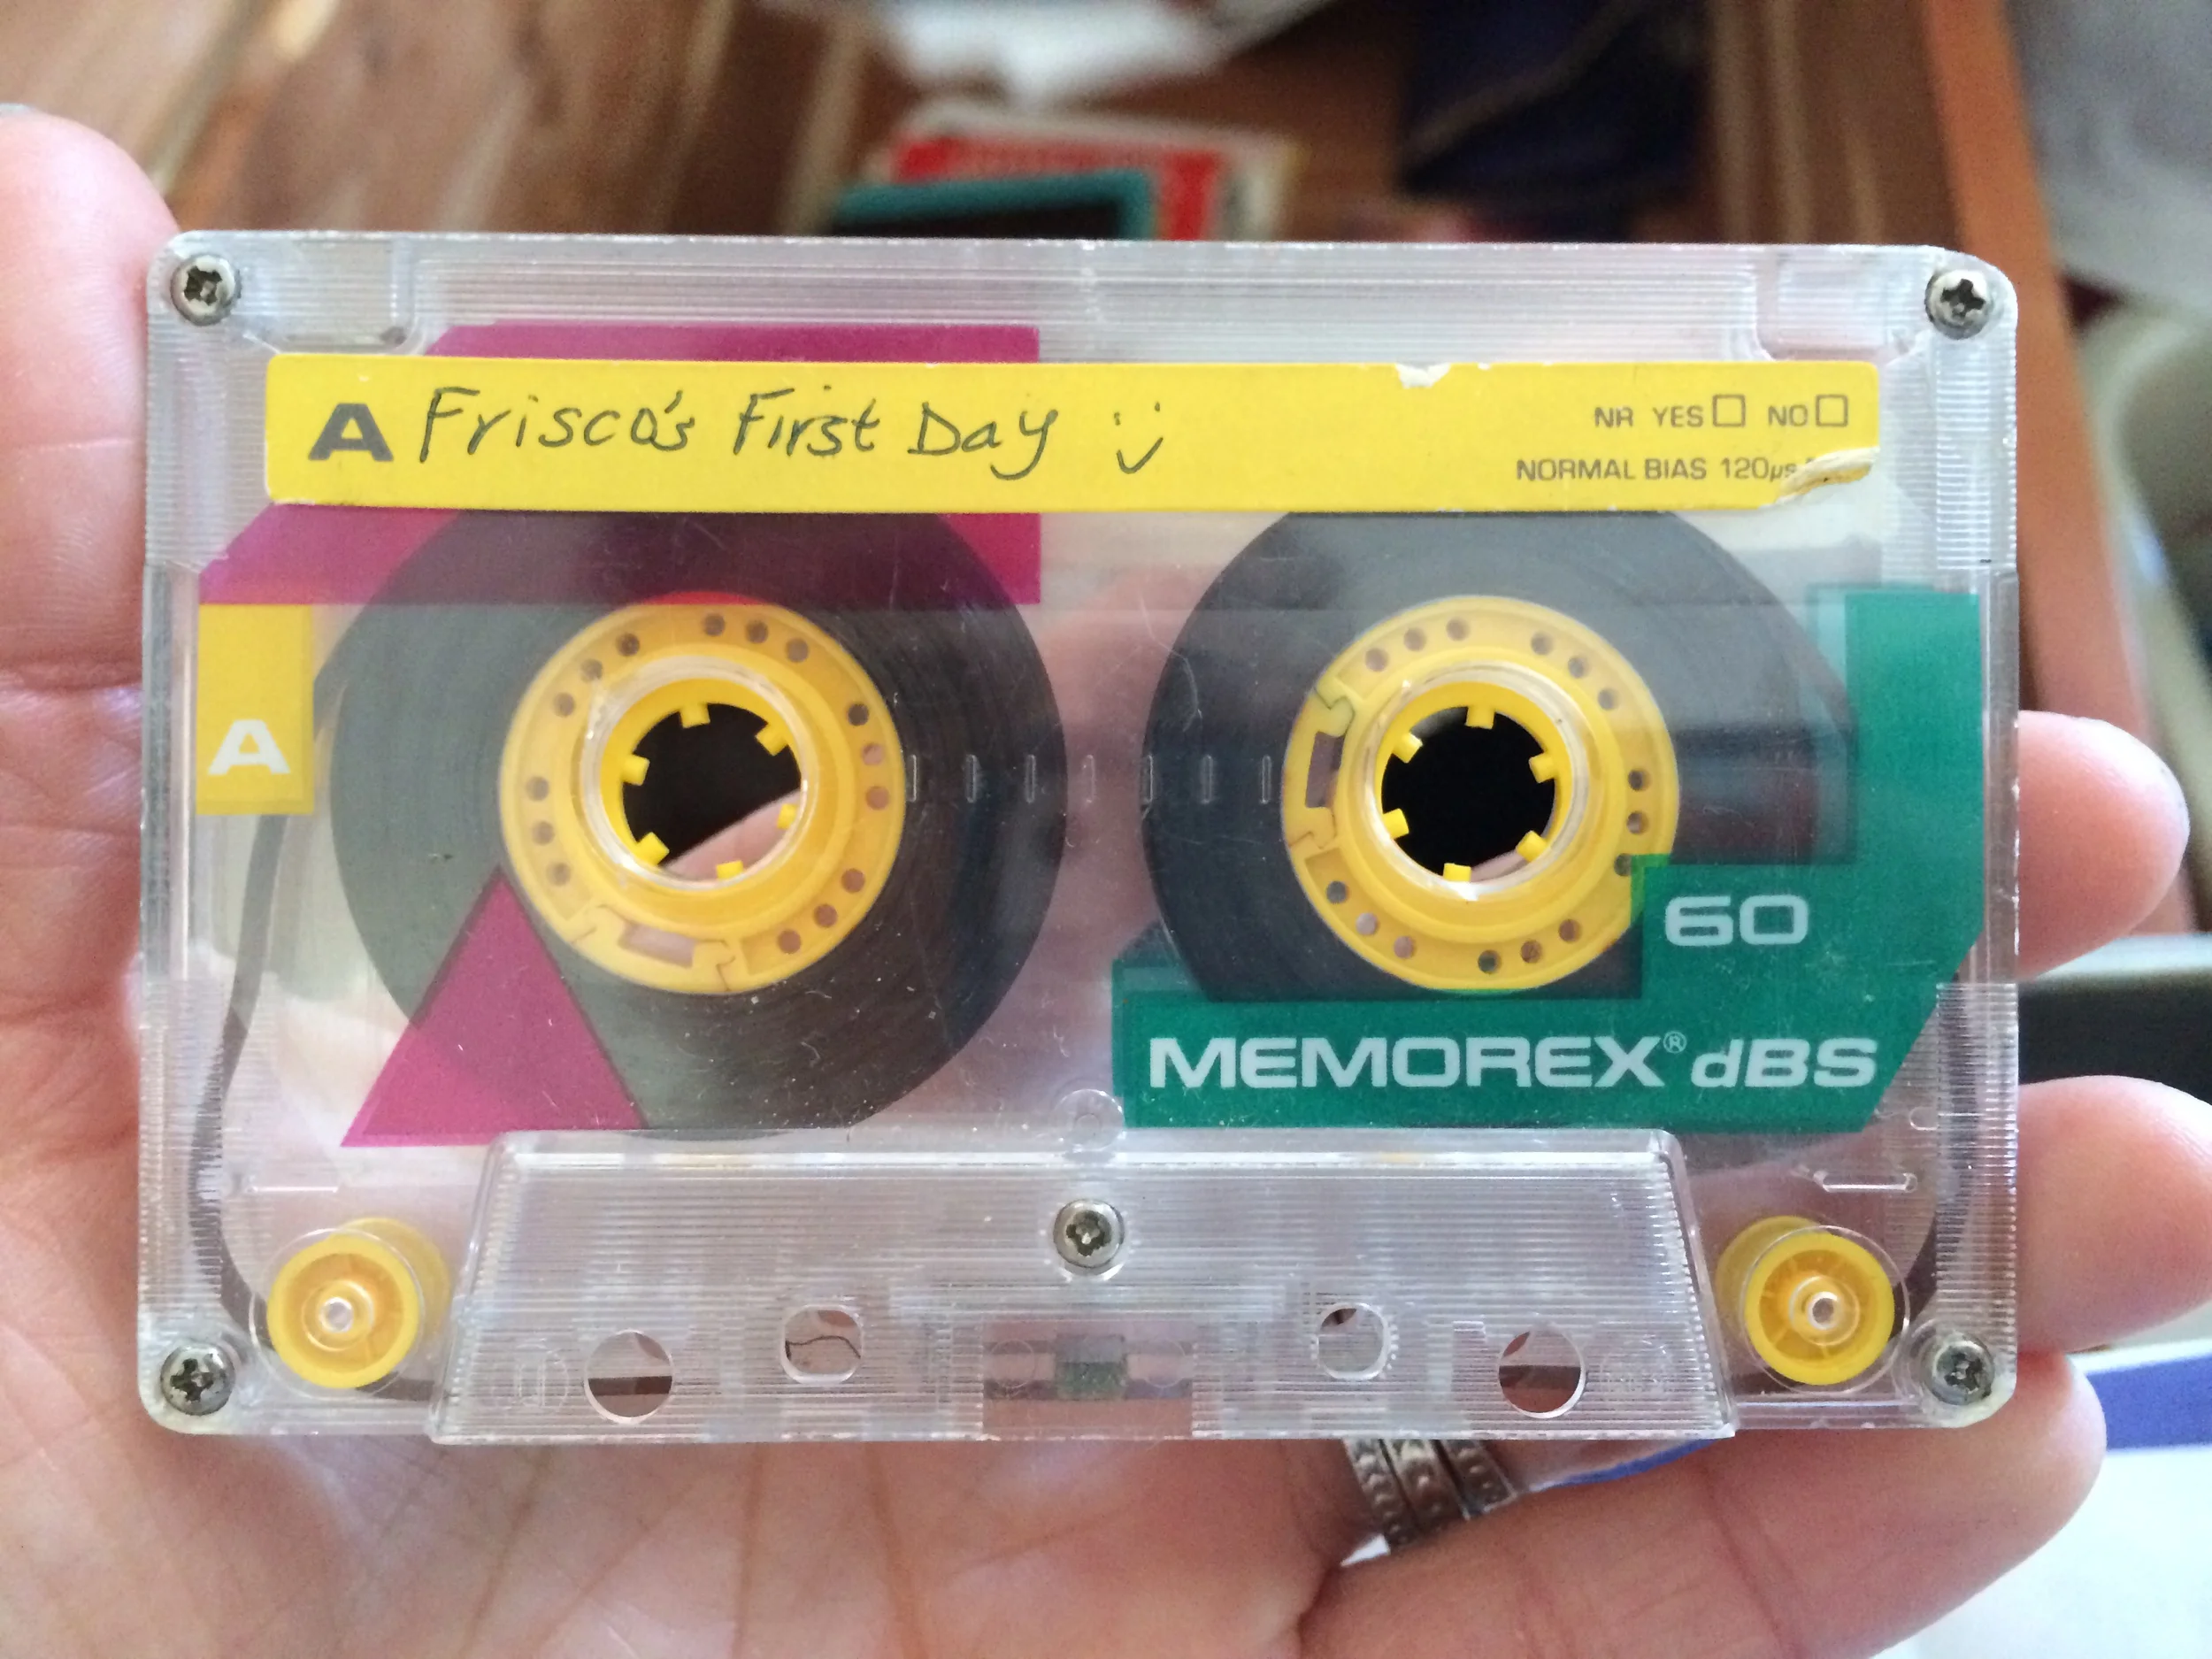 A Frisco's First Day :)
NR YES NO
NORMAL BIAS 120µs
A
60
MEMOREX® dBS